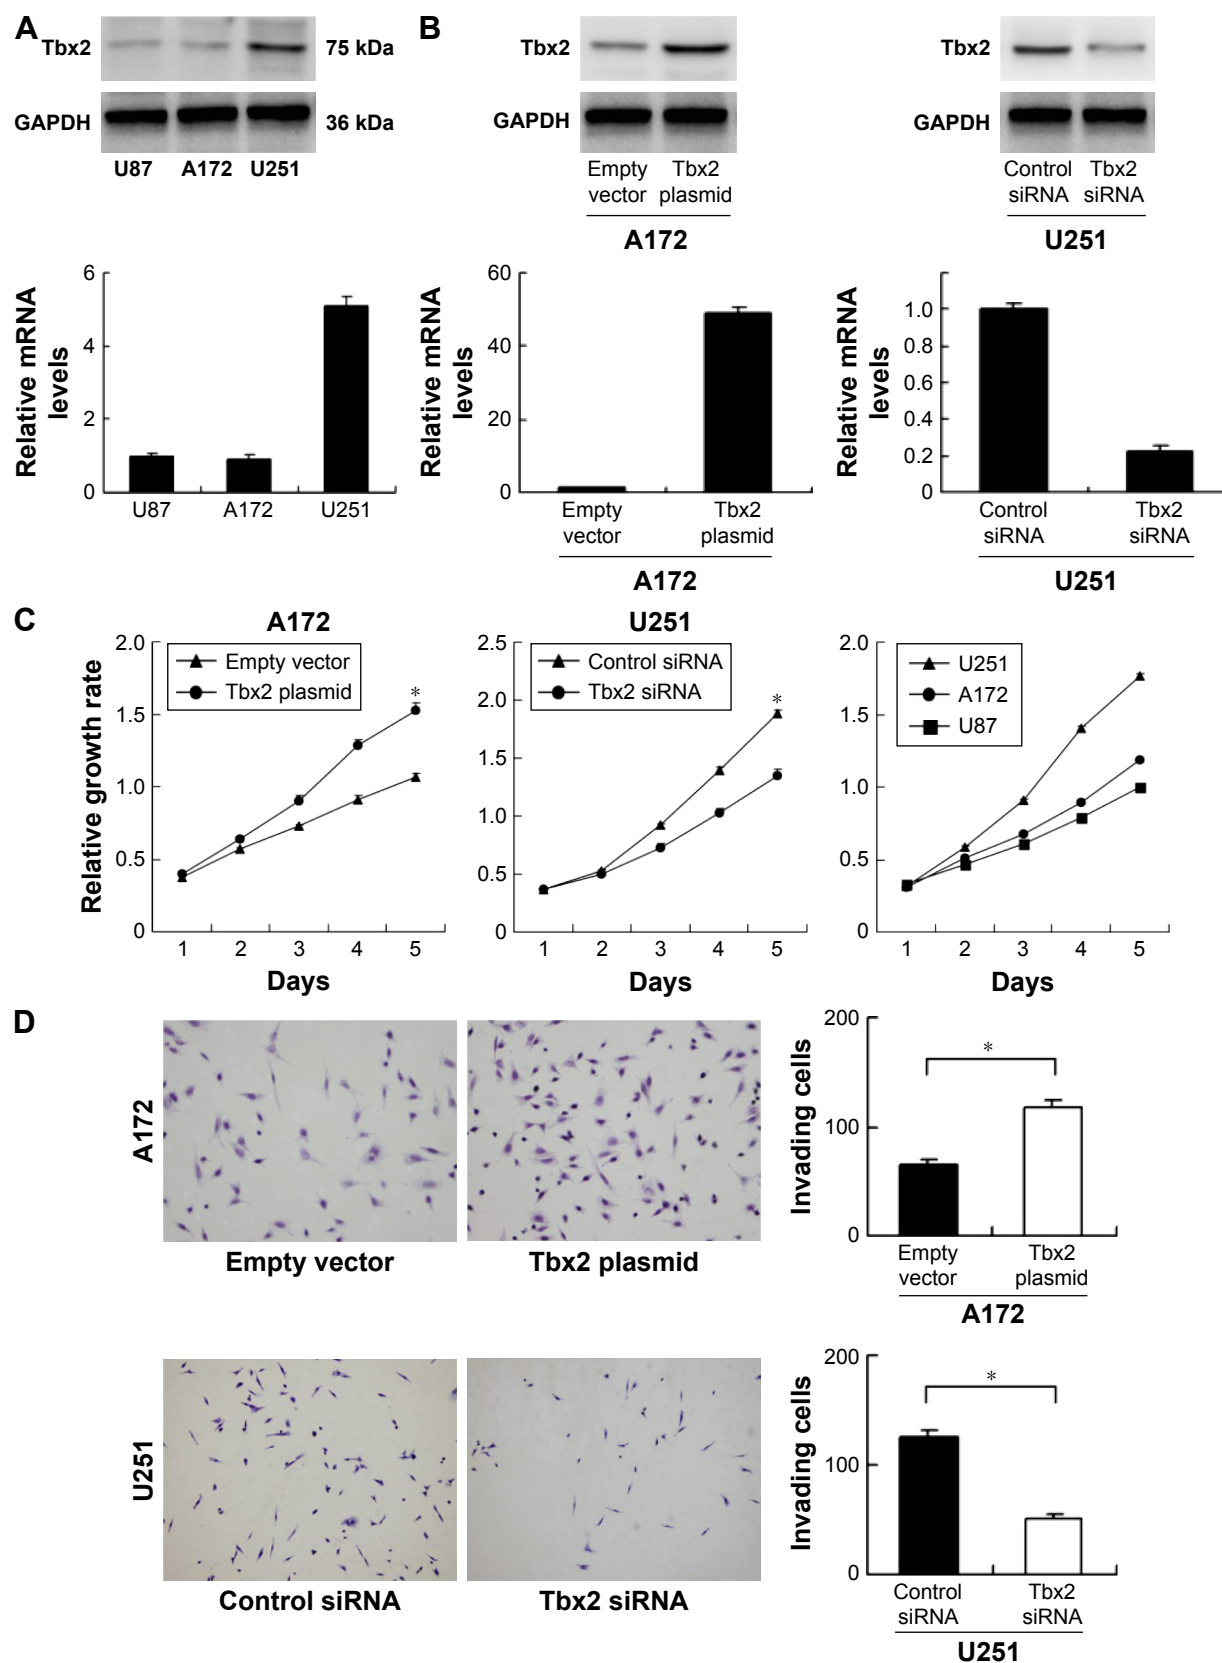 A
Tbx2
75 kDa
GAPDH
36 kDa
U87 A172 U251
Relative mRNA
levels
6
4
2
0
U87 A172 U251
B
Tbx2
GAPDH
Empty
vector
Tbx2
plasmid
A172
Relative mRNA
levels
60
40
20
0
Empty
vector
Tbx2
plasmid
A172
Tbx2
GAPDH
Control
siRNA
Tbx2
siRNA
U251
Relative mRNA
levels
1.0
0.8
0.6
0.4
0.2
0
Control
siRNA
Tbx2
siRNA
U251
C
A172
Relative growth rate
2.0
1.5
1.0
0.5
0
Empty vector
Tbx2 plasmid
*
1 2 3 4 5
Days
U251
2.5
2.0
1.5
1.0
0.5
0
Control siRNA
Tbx2 siRNA
*
1 2 3 4 5
Days
2.0
1.5
1.0
0.5
0
U251
A172
U87
1 2 3 4 5
Days
D
A172
Empty vector
Tbx2 plasmid
Invading cells
200
100
0
*
Empty
vector
Tbx2
plasmid
A172
U251
Control siRNA
Tbx2 siRNA
Invading cells
200
100
0
*
Control
siRNA
Tbx2
siRNA
U251